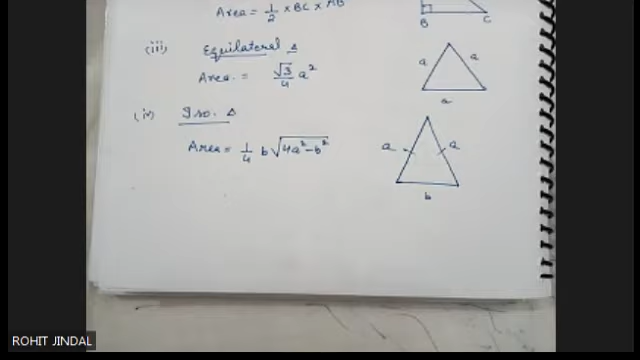 Area = 1/2 × BC × AB
B C
(iii) Equilateral Δ
Area = √3/4 a²
a a
a
(iv) Iso. Δ
Area = 1/4 b √4a²-b²
a a
b
ROHIT JINDAL